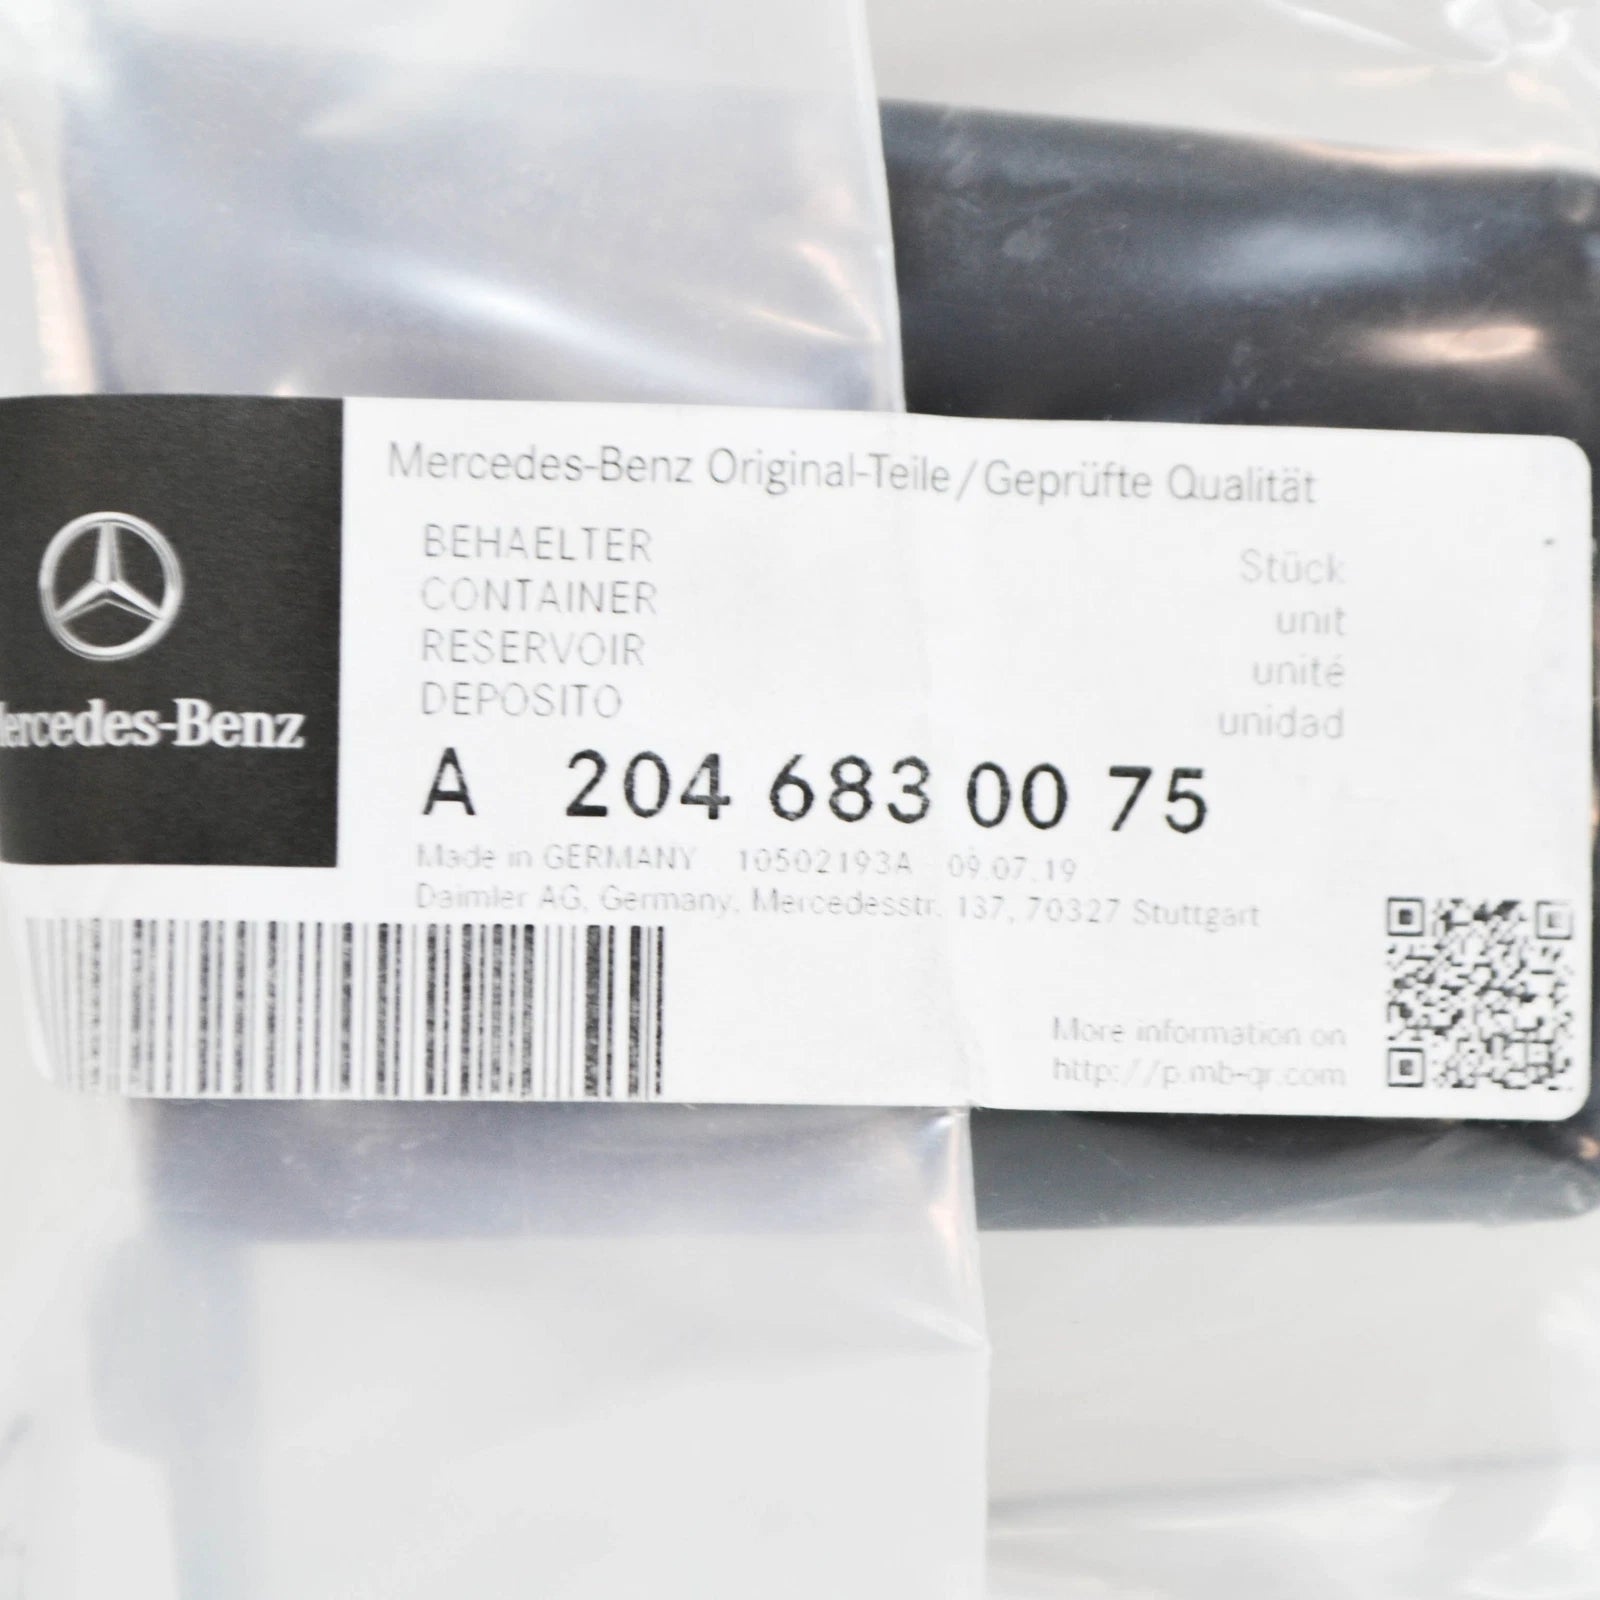 Mercedes-Benz
Mercedes-Benz Original-Teile/Geprüfte Qualität
BEHAELTER
CONTAINER
RESERVOIR
DEPOSITO
Stück
unit
unité
unidad
A 204 683 00 75
Made in GERMANY 10502193A 09.07.19
Daimler AG, Germany, Mercedesstr. 137, 70327 Stuttgart
More information on
http://p.mb-qr.com